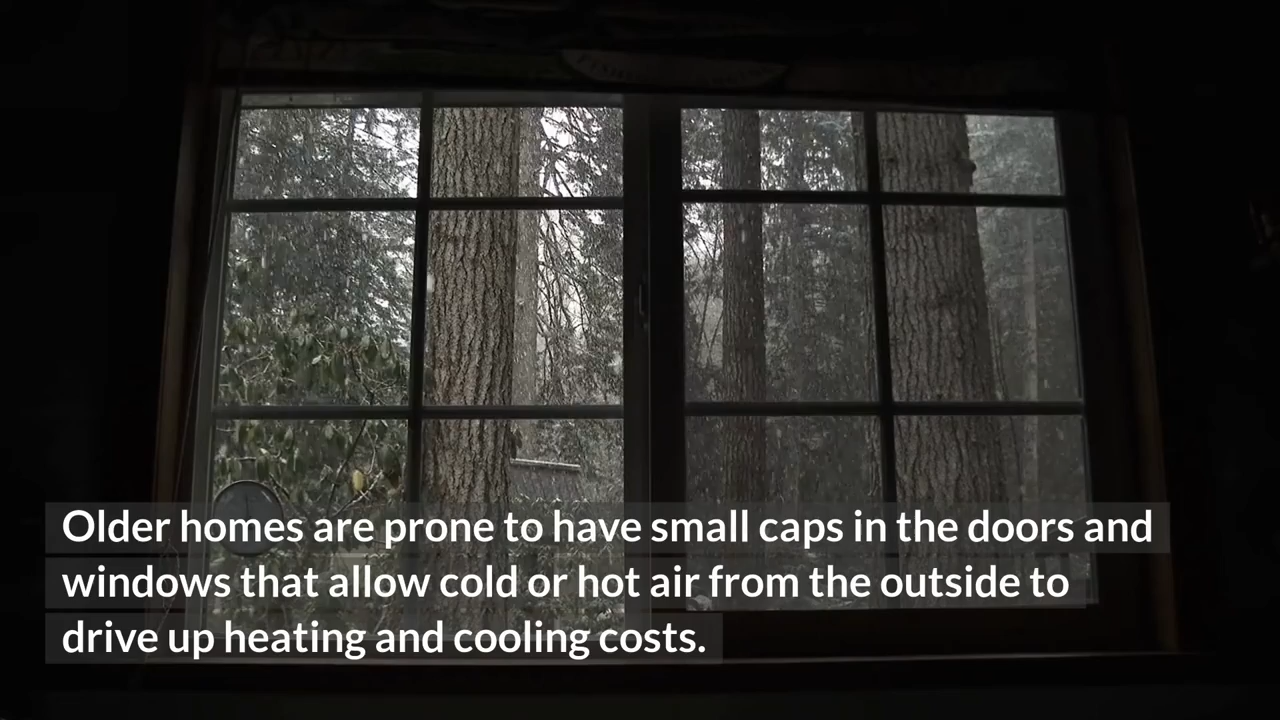 Older homes are prone to have small caps in the doors and
windows that allow cold or hot air from the outside to
drive up heating and cooling costs.